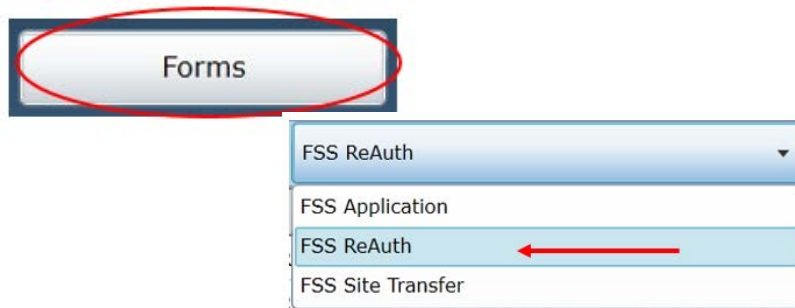 Forms
FSS ReAuth
FSS Application
FSS ReAuth
FSS Site Transfer